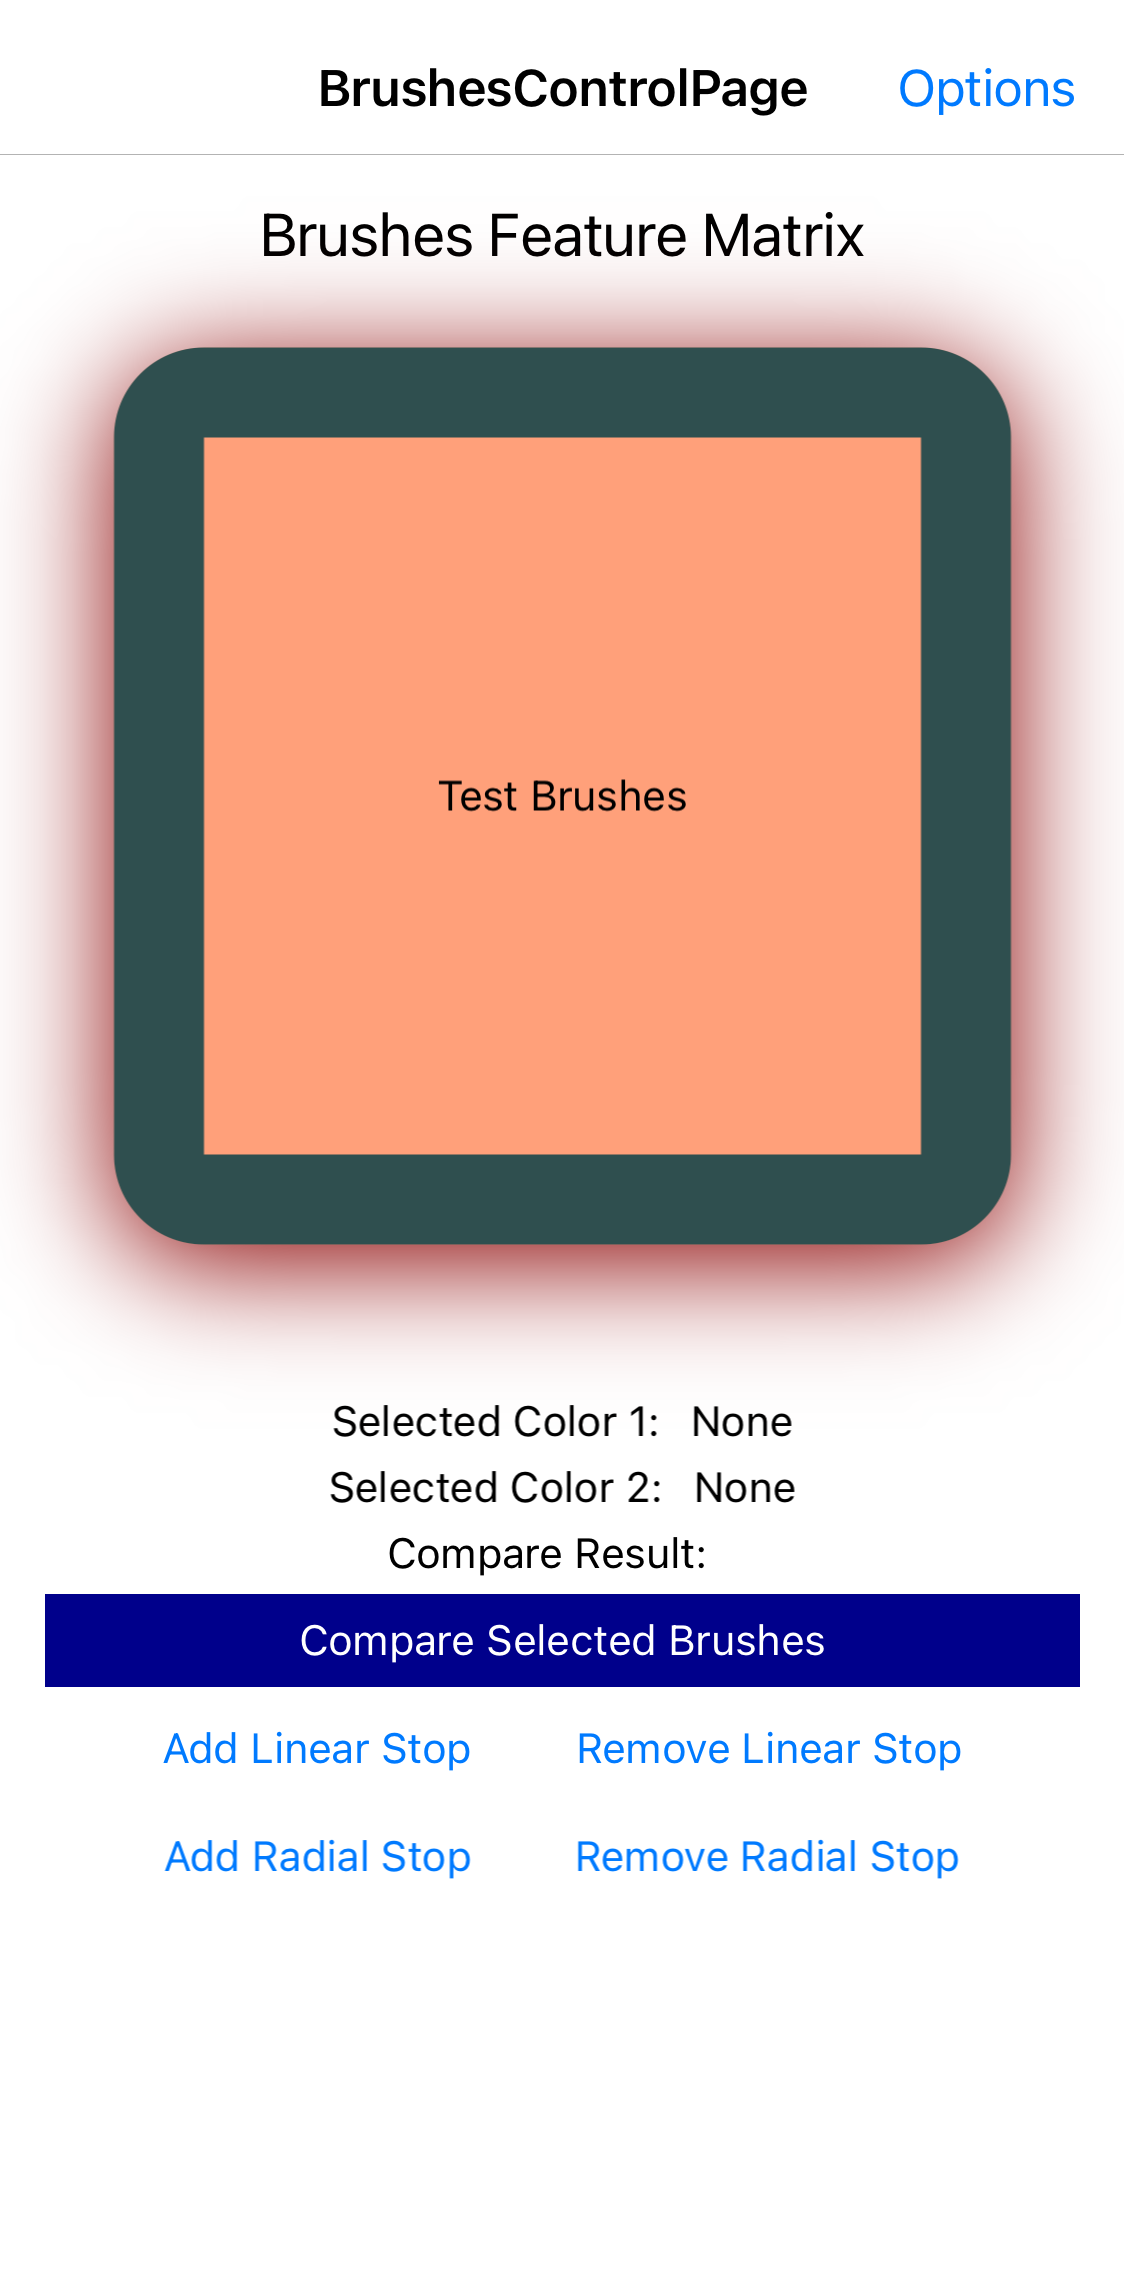 BrushesControlPage Options
Brushes Feature Matrix
Test Brushes
Selected Color 1: None
Selected Color 2: None
Compare Result:
Compare Selected Brushes
Add Linear Stop Remove Linear Stop
Add Radial Stop Remove Radial Stop